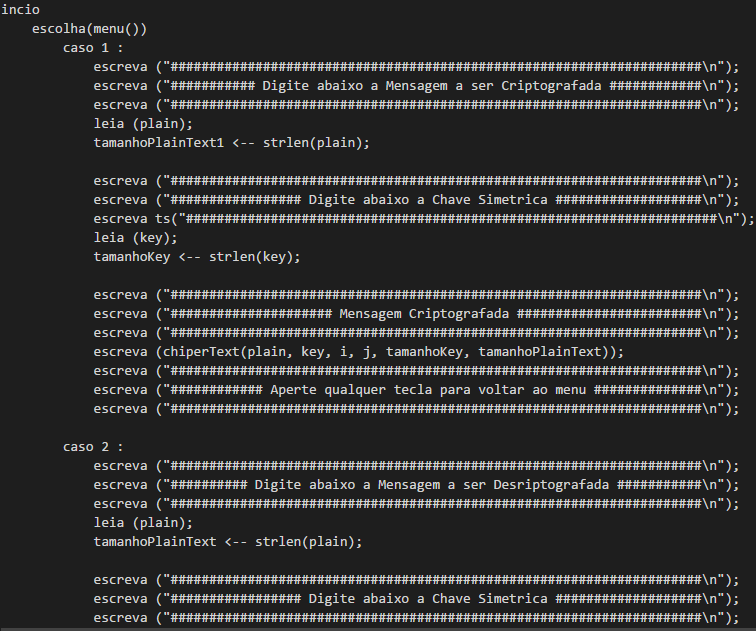 incio
escolha(menu())
caso 1 :
escreva ("#####################################################################\n");
escreva ("########### Digite abaixo a Mensagem a ser Criptografada ############\n");
escreva ("#####################################################################\n");
leia (plain);
tamanhoPlainText1 <-- strlen(plain);
escreva ("#####################################################################\n");
escreva ("################# Digite abaixo a Chave Simetrica ###################\n");
escreva ts("#####################################################################\n");
leia (key);
tamanhoKey <-- strlen(key);
escreva ("#####################################################################\n");
escreva ("##################### Mensagem Criptografada ########################\n");
escreva ("#####################################################################\n");
escreva (chiperText(plain, key, i, j, tamanhoKey, tamanhoPlainText));
escreva ("#####################################################################\n");
escreva ("############ Aperte qualquer tecla para voltar ao menu ##############\n");
escreva ("#####################################################################\n");
caso 2 :
escreva ("#####################################################################\n");
escreva ("########## Digite abaixo a Mensagem a ser Desriptografada ###########\n");
escreva ("#####################################################################\n");
leia (plain);
tamanhoPlainText <-- strlen(plain);
escreva ("#####################################################################\n");
escreva ("################# Digite abaixo a Chave Simetrica ###################\n");
escreva ("#####################################################################\n");